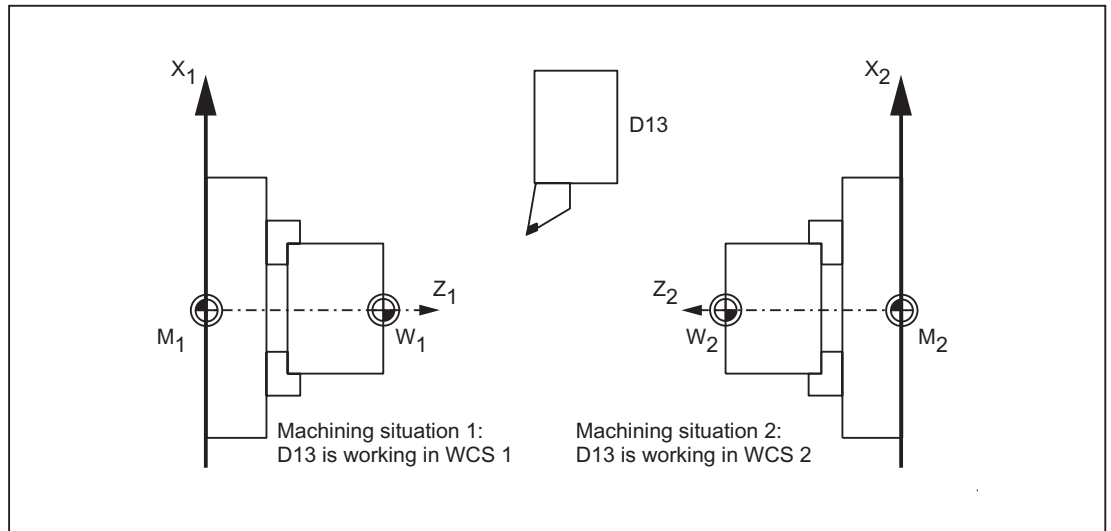 X1
X2
D13
Z1
Z2
M1
W1
W2
M2
Machining situation 1:
D13 is working in WCS 1
Machining situation 2:
D13 is working in WCS 2